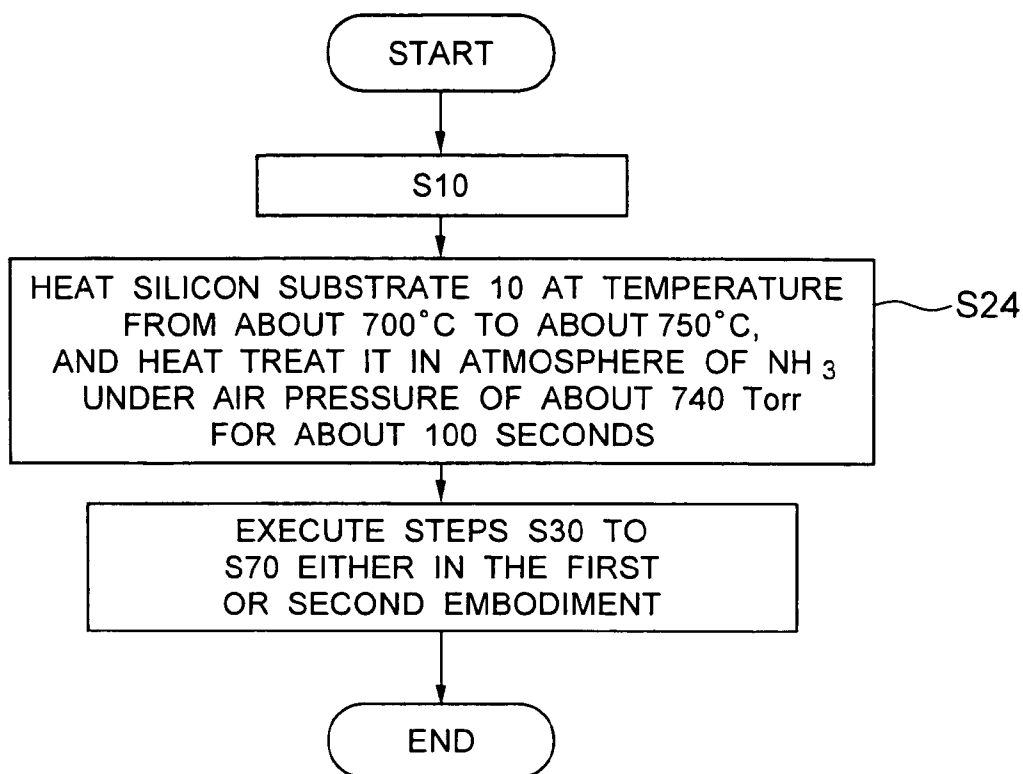 START
S10
HEAT SILICON SUBSTRATE 10 AT TEMPERATURE
FROM ABOUT 700°C TO ABOUT 750°C,
AND HEAT TREAT IT IN ATMOSPHERE OF NH3
UNDER AIR PRESSURE OF ABOUT 740 Torr
FOR ABOUT 100 SECONDS
S24
EXECUTE STEPS S30 TO
S70 EITHER IN THE FIRST
OR SECOND EMBODIMENT
END